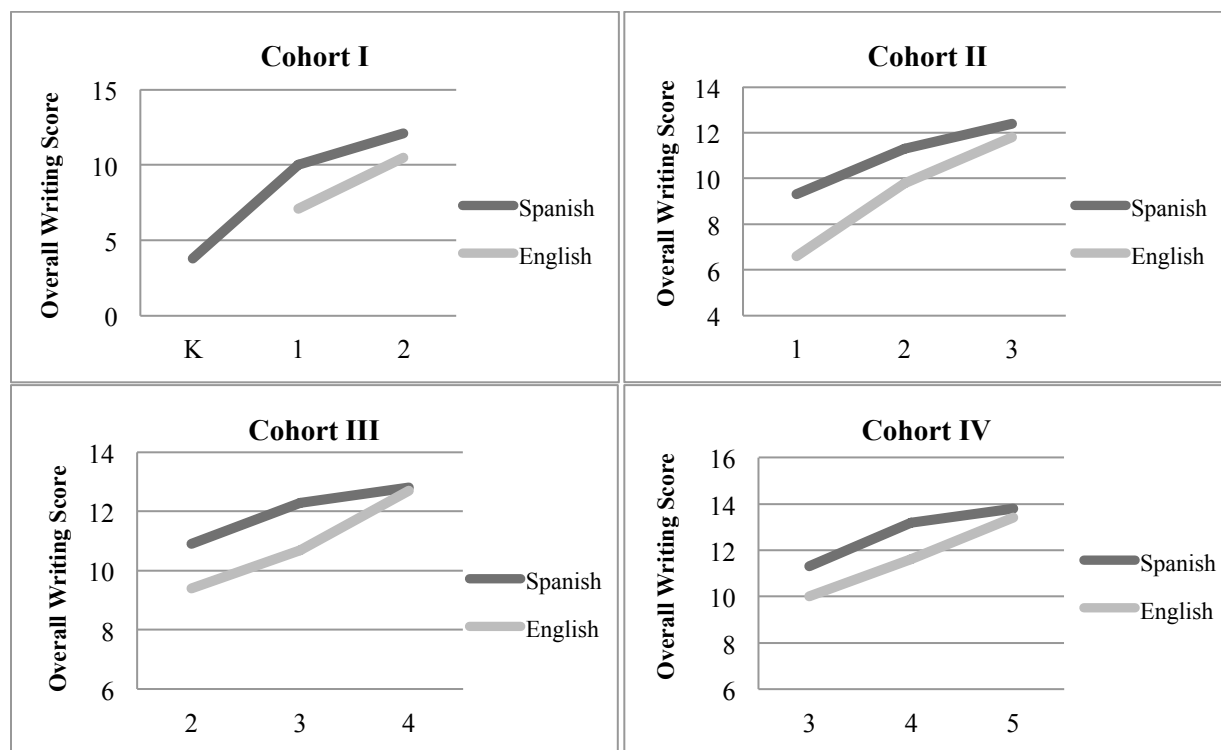 Cohort I
Overall Writing Score
15
10
5
0
K 1 2
Spanish
English
Cohort II
Overall Writing Score
14
12
10
8
6
4
1 2 3
Spanish
English
Cohort III
Overall Writing Score
14
12
10
8
6
2 3 4
Spanish
English
Cohort IV
Overall Writing Score
16
14
12
10
8
6
3 4 5
Spanish
English